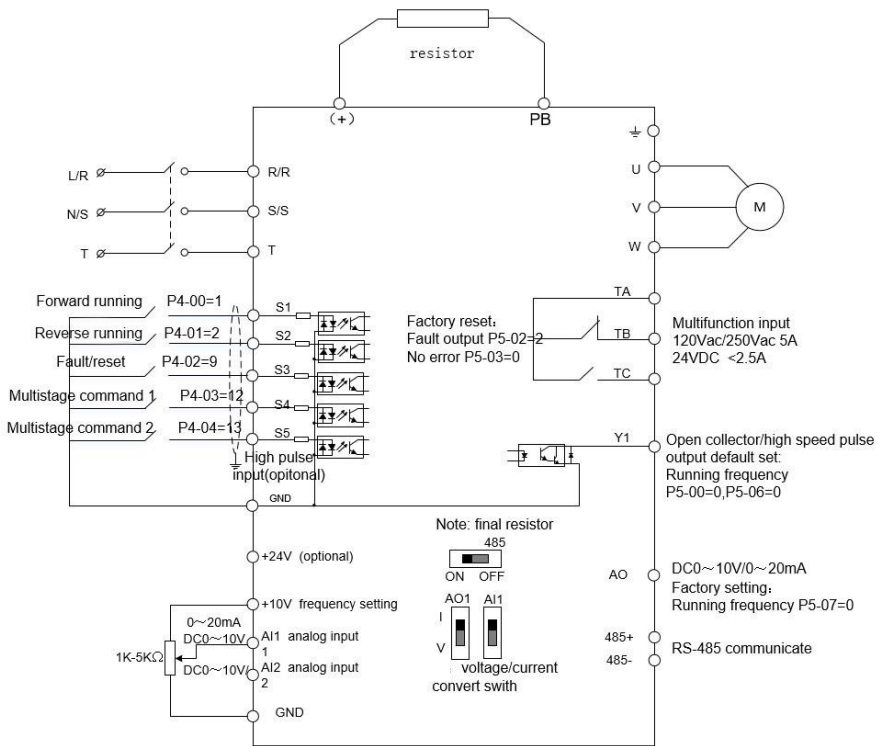 resistor
(+)
PB
L/R
R/R
N/S
S/S
T
T
U
V
W
M
Forward running
P4-00=1
S1
Reverse running
P4-01=2
S2
Fault/reset
P4-02=9
S3
Multistage command 1
P4-03=12
S4
Multistage command 2
P4-04=13
S5
High pulse
input(opitonal)
GND
Factory reset:
Fault output P5-02=2
No error P5-03=0
TA
TB
TC
Multifunction input
120Vac/250Vac 5A
24VDC <2.5A
Y1
Open collector/high speed pulse
output default set:
Running frequency
P5-00=0,P5-06=0
Note: final resistor
485
ON OFF
AO1 AI1
I
V
voltage/current
convert swith
+24V (optional)
+10V frequency setting
0～20mA
DC0～10V
AI1 analog input
1
1K-5KΩ
DC0～10V/
AI2 analog input
2
GND
AO
DC0～10V/0～20mA
Factory setting:
Running frequency P5-07=0
485+
485-
RS-485 communicate